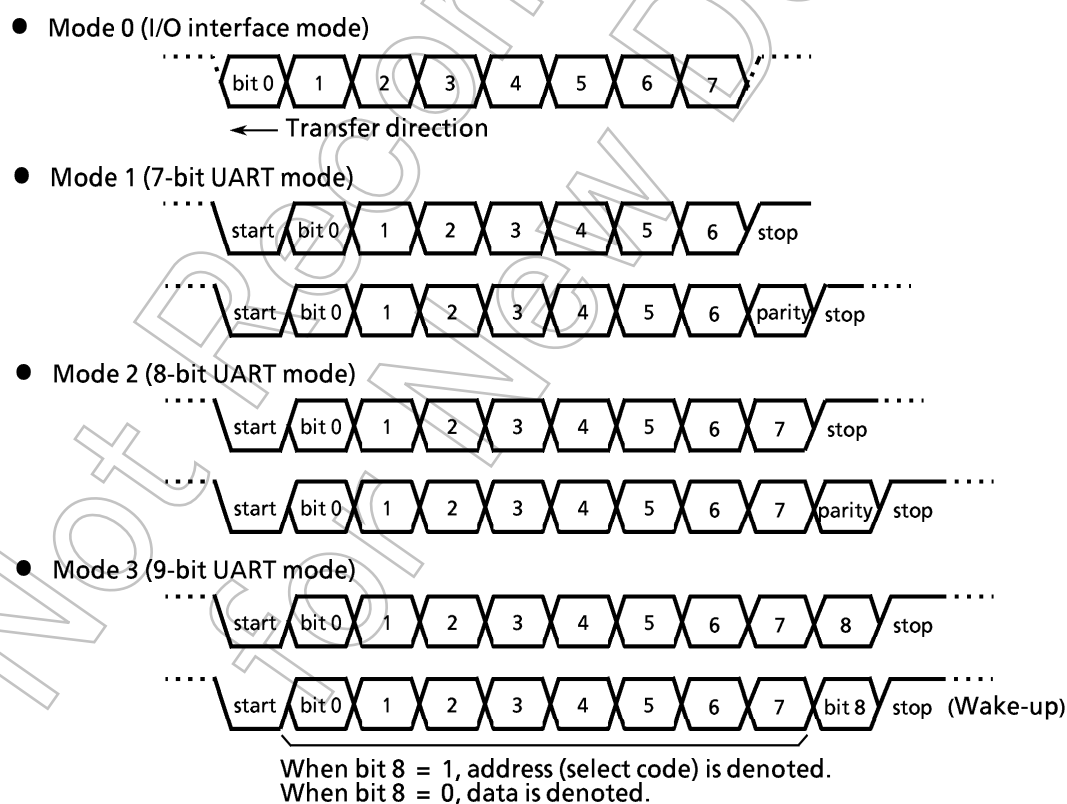 ● Mode 0 (I/O interface mode)
bit 0 1 2 3 4 5 6 7
← Transfer direction
● Mode 1 (7-bit UART mode)
start bit 0 1 2 3 4 5 6 stop
start bit 0 1 2 3 4 5 6 parity stop
● Mode 2 (8-bit UART mode)
start bit 0 1 2 3 4 5 6 7 stop
start bit 0 1 2 3 4 5 6 7 parity stop
● Mode 3 (9-bit UART mode)
start bit 0 1 2 3 4 5 6 7 8 stop
start bit 0 1 2 3 4 5 6 7 bit 8 stop (Wake-up)
When bit 8 = 1, address (select code) is denoted.
When bit 8 = 0, data is denoted.
Not Recom
for New D